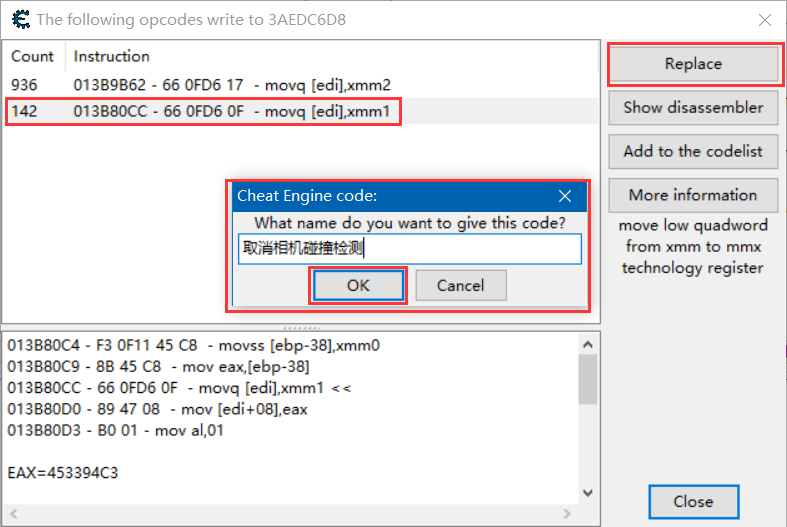 The following opcodes write to 3AEDC6D8
Count Instruction
936 013B9B62 - 66 0FD6 17 - movq [edi],xmm2
142 013B80CC - 66 0FD6 0F - movq [edi],xmm1
Replace
Show disassembler
Add to the codelist
More information
move low quadword
from xmm to mmx
technology register
Cheat Engine code:
What name do you want to give this code?
取消相机碰撞检测
OK Cancel
013B80C4 - F3 0F11 45 C8 - movss [ebp-38],xmm0
013B80C9 - 8B 45 C8 - mov eax,[ebp-38]
013B80CC - 66 0FD6 0F - movq [edi],xmm1 <<
013B80D0 - 89 47 08 - mov [edi+08],eax
013B80D3 - B0 01 - mov al,01
EAX=453394C3
Close